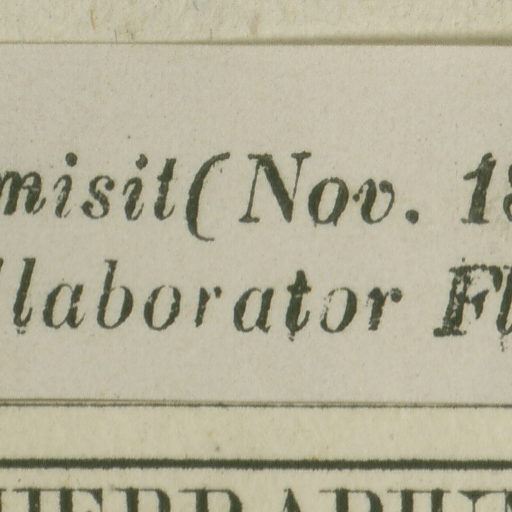 misit (Nov. 18
llaborator Fl